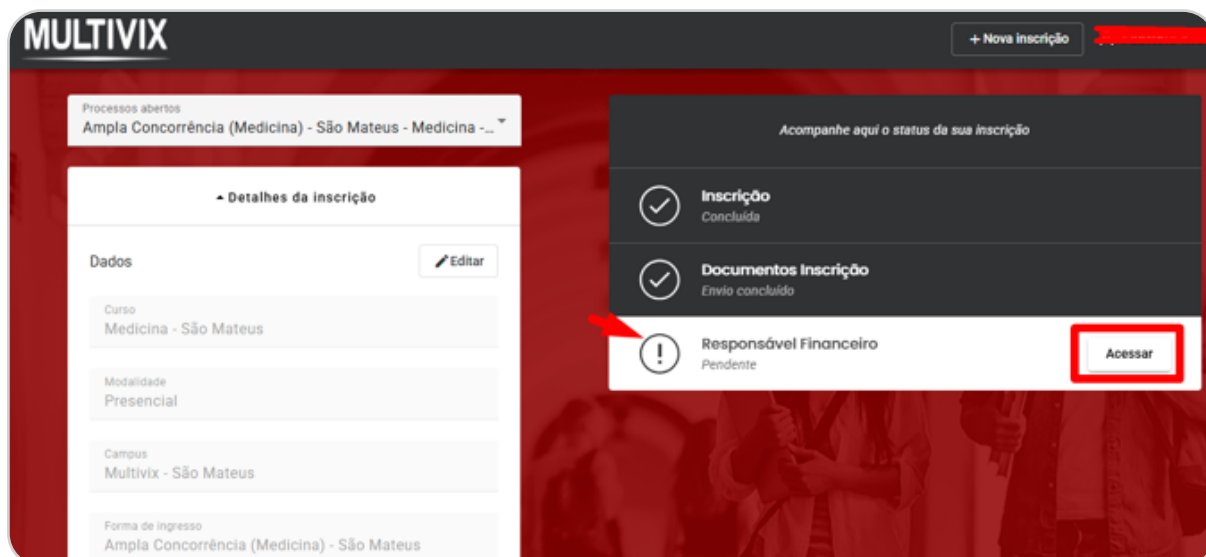 MULTIVIX
+ Nova inscrição
Processos abertos
Ampla Concorrência (Medicina) - São Mateus - Medicina -...
Detalhes da inscrição
Dados
Editar
Curso
Medicina - São Mateus
Modalidade
Presencial
Campus
Multivix - São Mateus
Forma de ingresso
Ampla Concorrência (Medicina) - São Mateus
Acompanhe aqui o status da sua inscrição
Inscrição
Concluída
Documentos Inscrição
Envio concluído
Responsável Financeiro
Pendente
Acessar